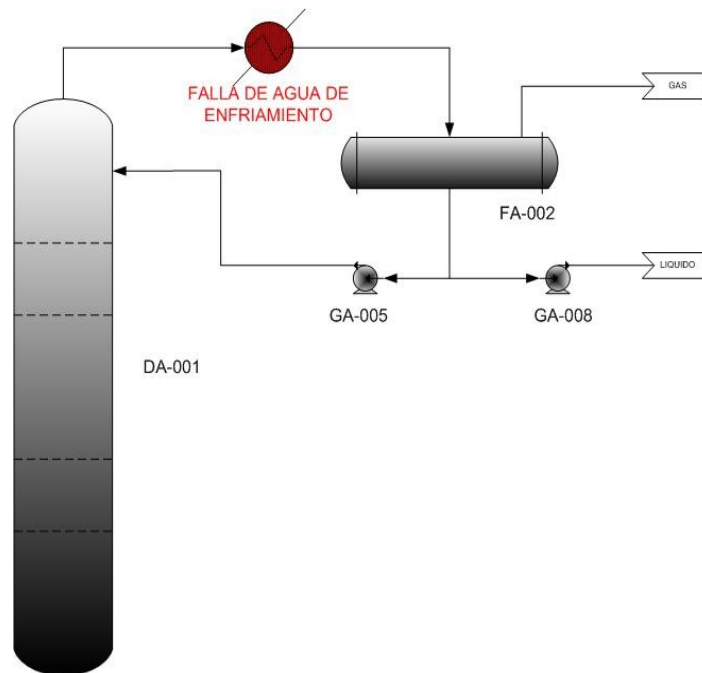 FALLA DE AGUA DE
ENFRIAMIENTO
GAS
FA-002
LIQUIDO
GA-005
GA-008
DA-001